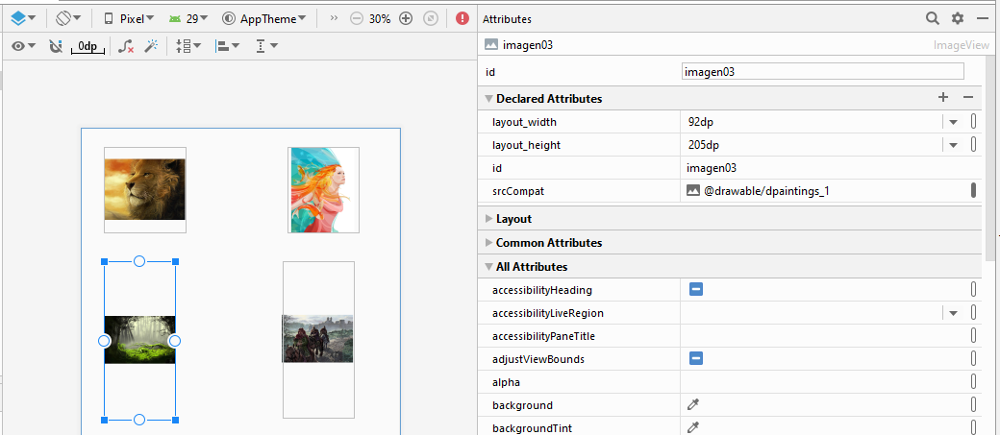 Pixel 29 AppTheme >> 30%
0dp
Attributes
imagen03 ImageView
id imagen03
Declared Attributes
layout_width 92dp
layout_height 205dp
id imagen03
srcCompat @drawable/dpaintings_1
Layout
Common Attributes
All Attributes
accessibilityHeading
accessibilityLiveRegion
accessibilityPaneTitle
adjustViewBounds
alpha
background
backgroundTint